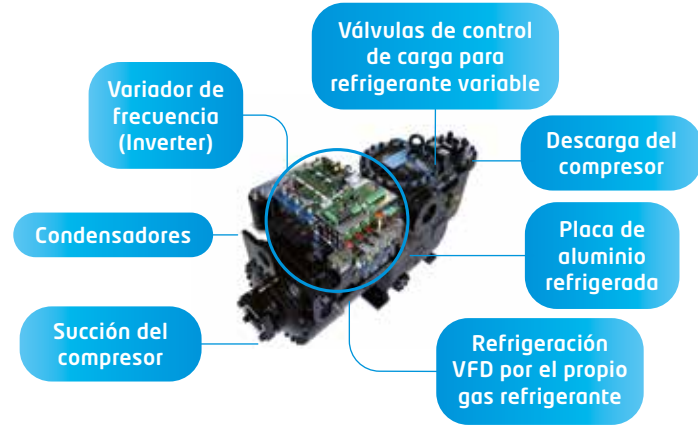 Válvulas de control
de carga para
refrigerante variable
Variador de
frecuencia
(Inverter)
Descarga del
compresor
Condensadores
Placa de
aluminio
refrigerada
Succión del
compresor
Refrigeración
VFD por el propio
gas refrigerante